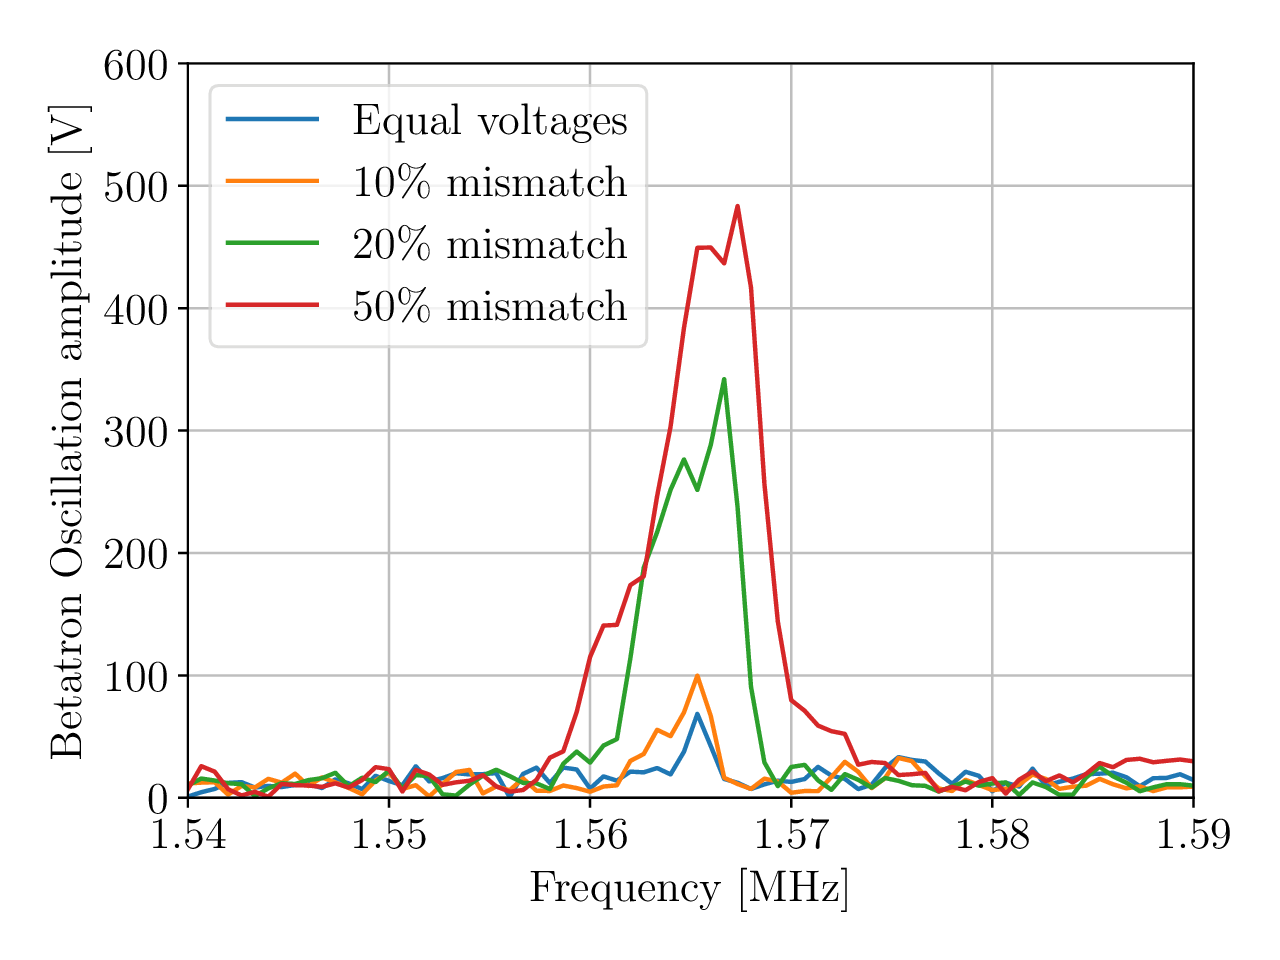 Betatron Oscillation amplitude [V]
600
500
400
300
200
100
0
Equal voltages
10% mismatch
20% mismatch
50% mismatch
1.54 1.55 1.56 1.57 1.58 1.59
Frequency [MHz]